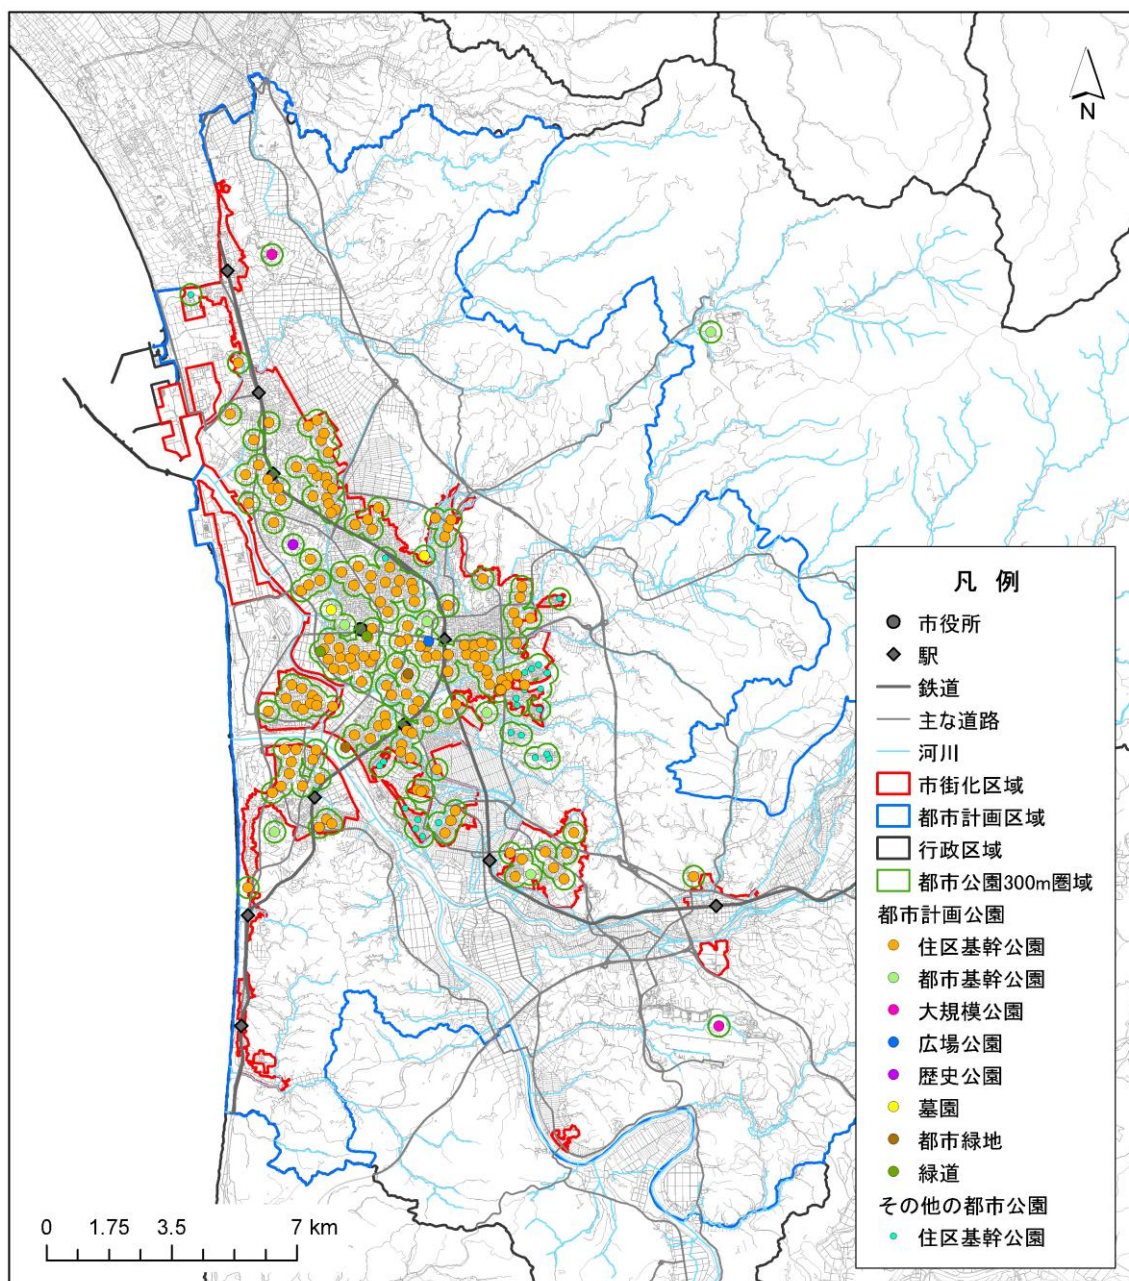 N
凡 例
市役所
駅
鉄道
主な道路
河川
市街化区域
都市計画区域
行政区域
都市公園300m圏域
都市計画公園
住区基幹公園
都市基幹公園
大規模公園
広場公園
歴史公園
墓園
都市緑地
緑道
その他の都市公園
住区基幹公園
0 1.75 3.5 7 km